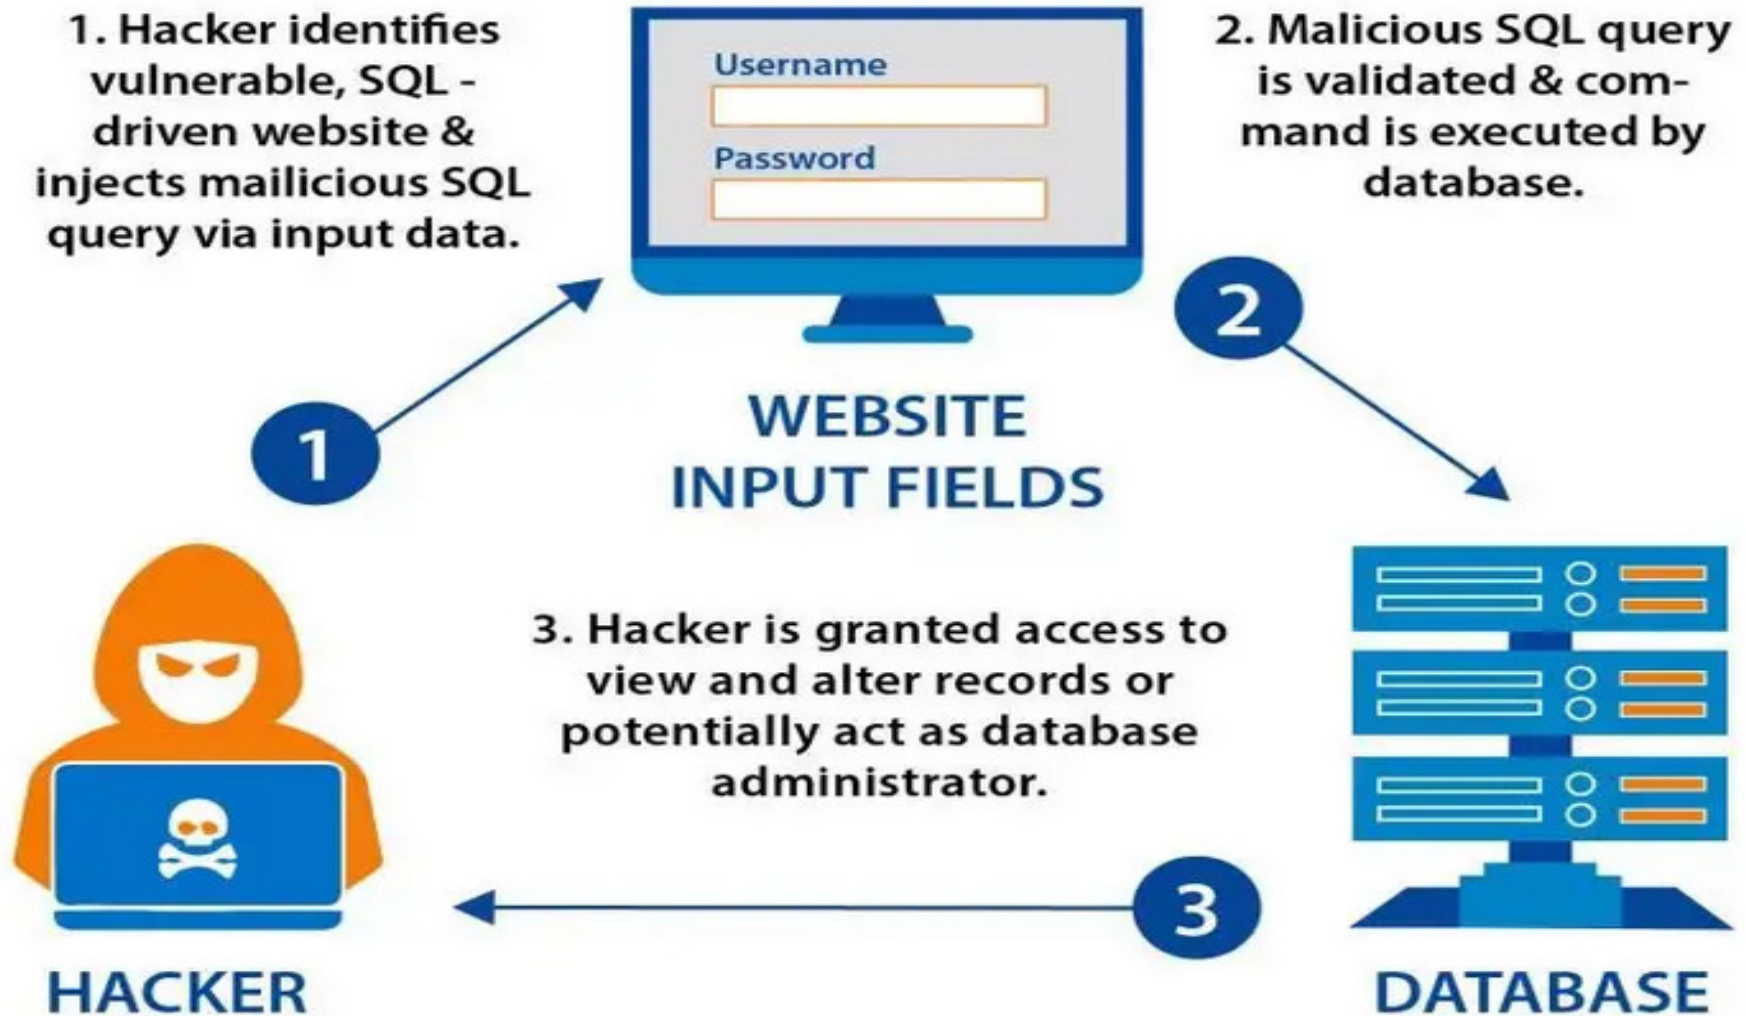 1. Hacker identifies
vulnerable, SQL -
driven website &
injects mailicious SQL
query via input data.
Username
Password
2. Malicious SQL query
is validated & com-
mand is executed by
database.
1
2
WEBSITE
INPUT FIELDS
3. Hacker is granted access to
view and alter records or
potentially act as database
administrator.
3
HACKER
DATABASE